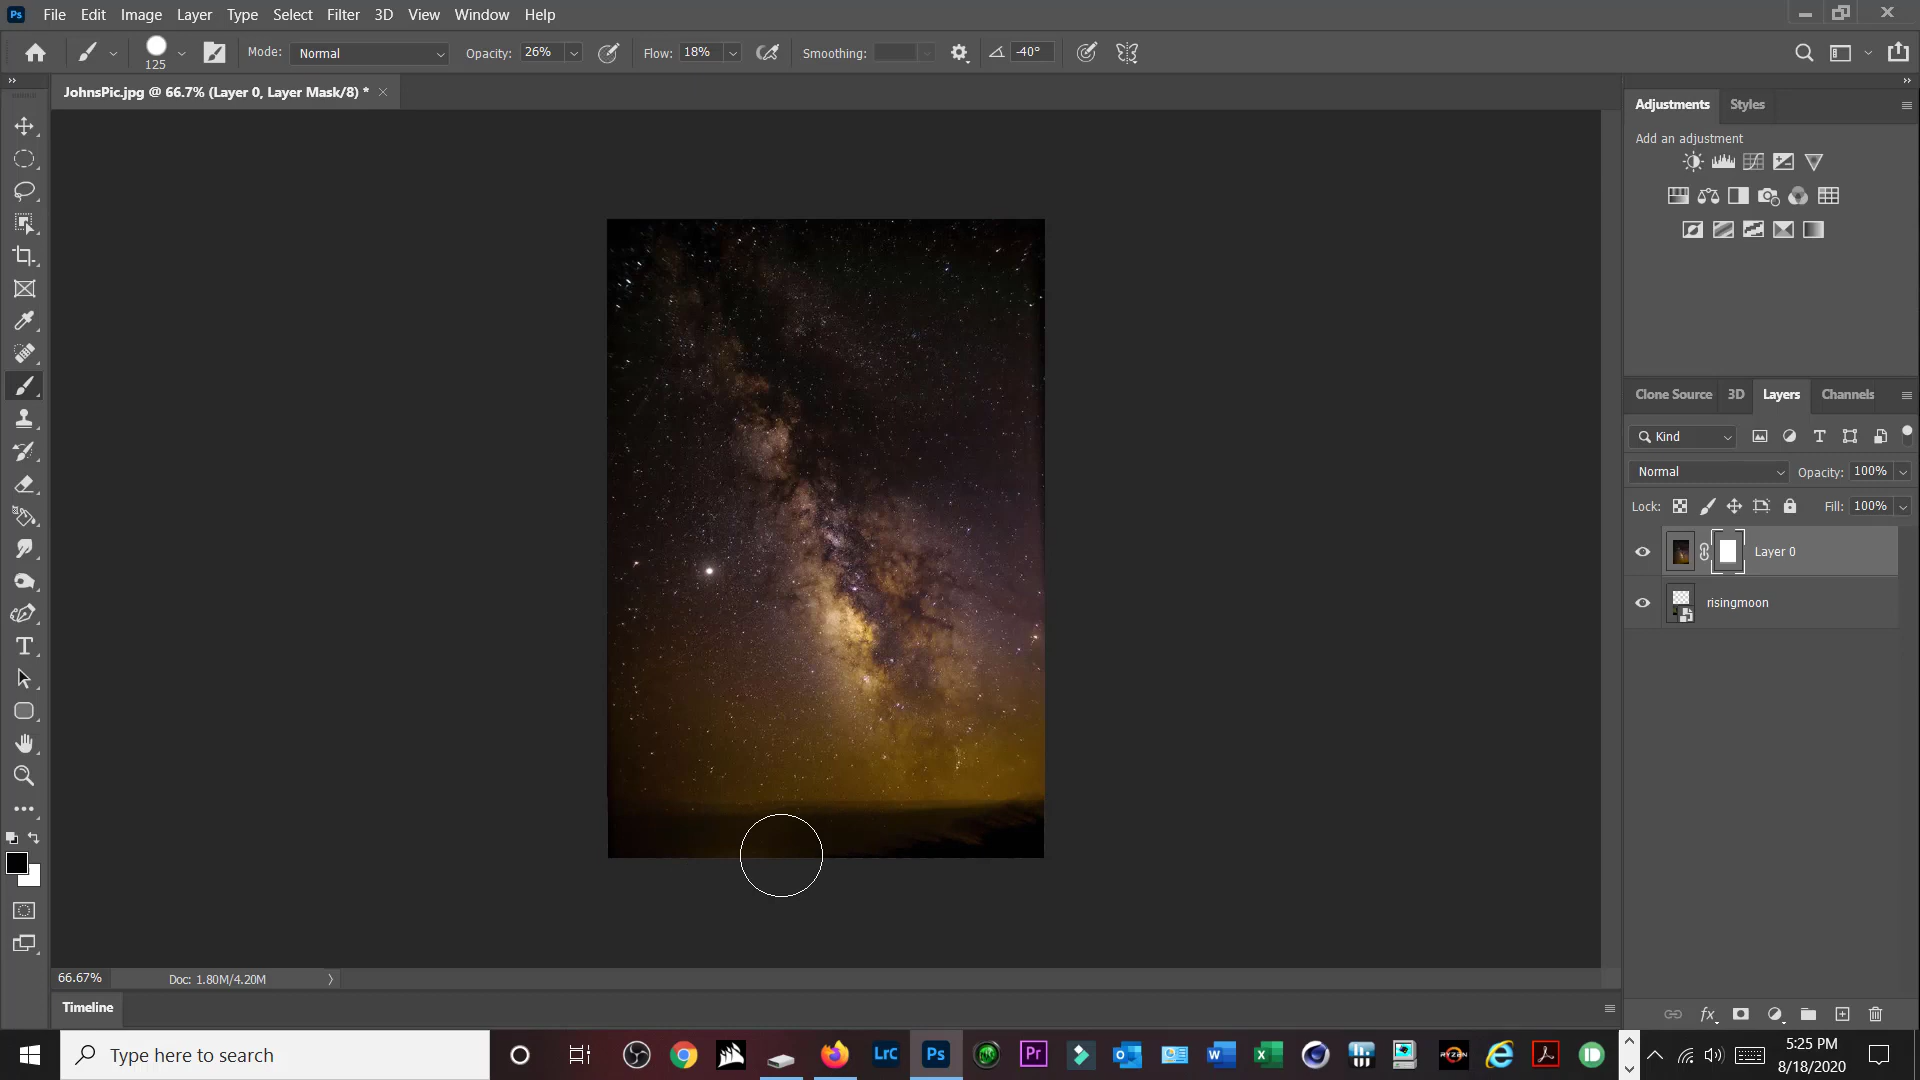 Ps File Edit Image Layer Type Select Filter 3D View Window Help
125 Mode: Normal Opacity: 26% Flow: 18% Smoothing: -40°
JohnsPic.jpg @ 66.7% (Layer 0, Layer Mask/8) *
Adjustments Styles
Add an adjustment
Clone Source 3D Layers Channels
Kind
Normal Opacity: 100%
Lock: Fill: 100%
Layer 0
risingmoon
66.67% Doc: 1.80M/4.20M
Timeline
fx
Type here to search LrC Ps Pr RYZEN
5:25 PM
8/18/2020